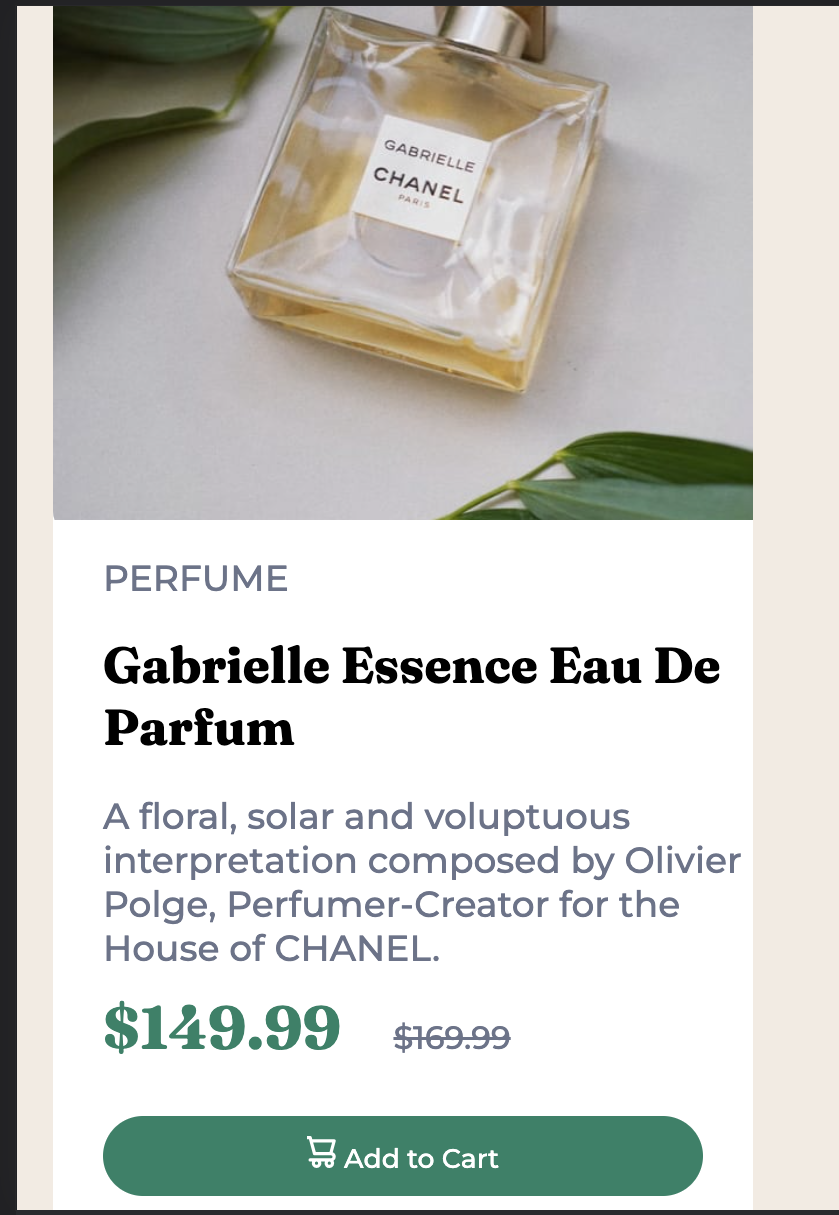 GABRIELLE
CHANEL
PARIS
PERFUME
Gabrielle Essence Eau De
Parfum
A floral, solar and voluptuous
interpretation composed by Olivier
Polge, Perfumer-Creator for the
House of CHANEL.
$149.99 $169.99
Add to Cart